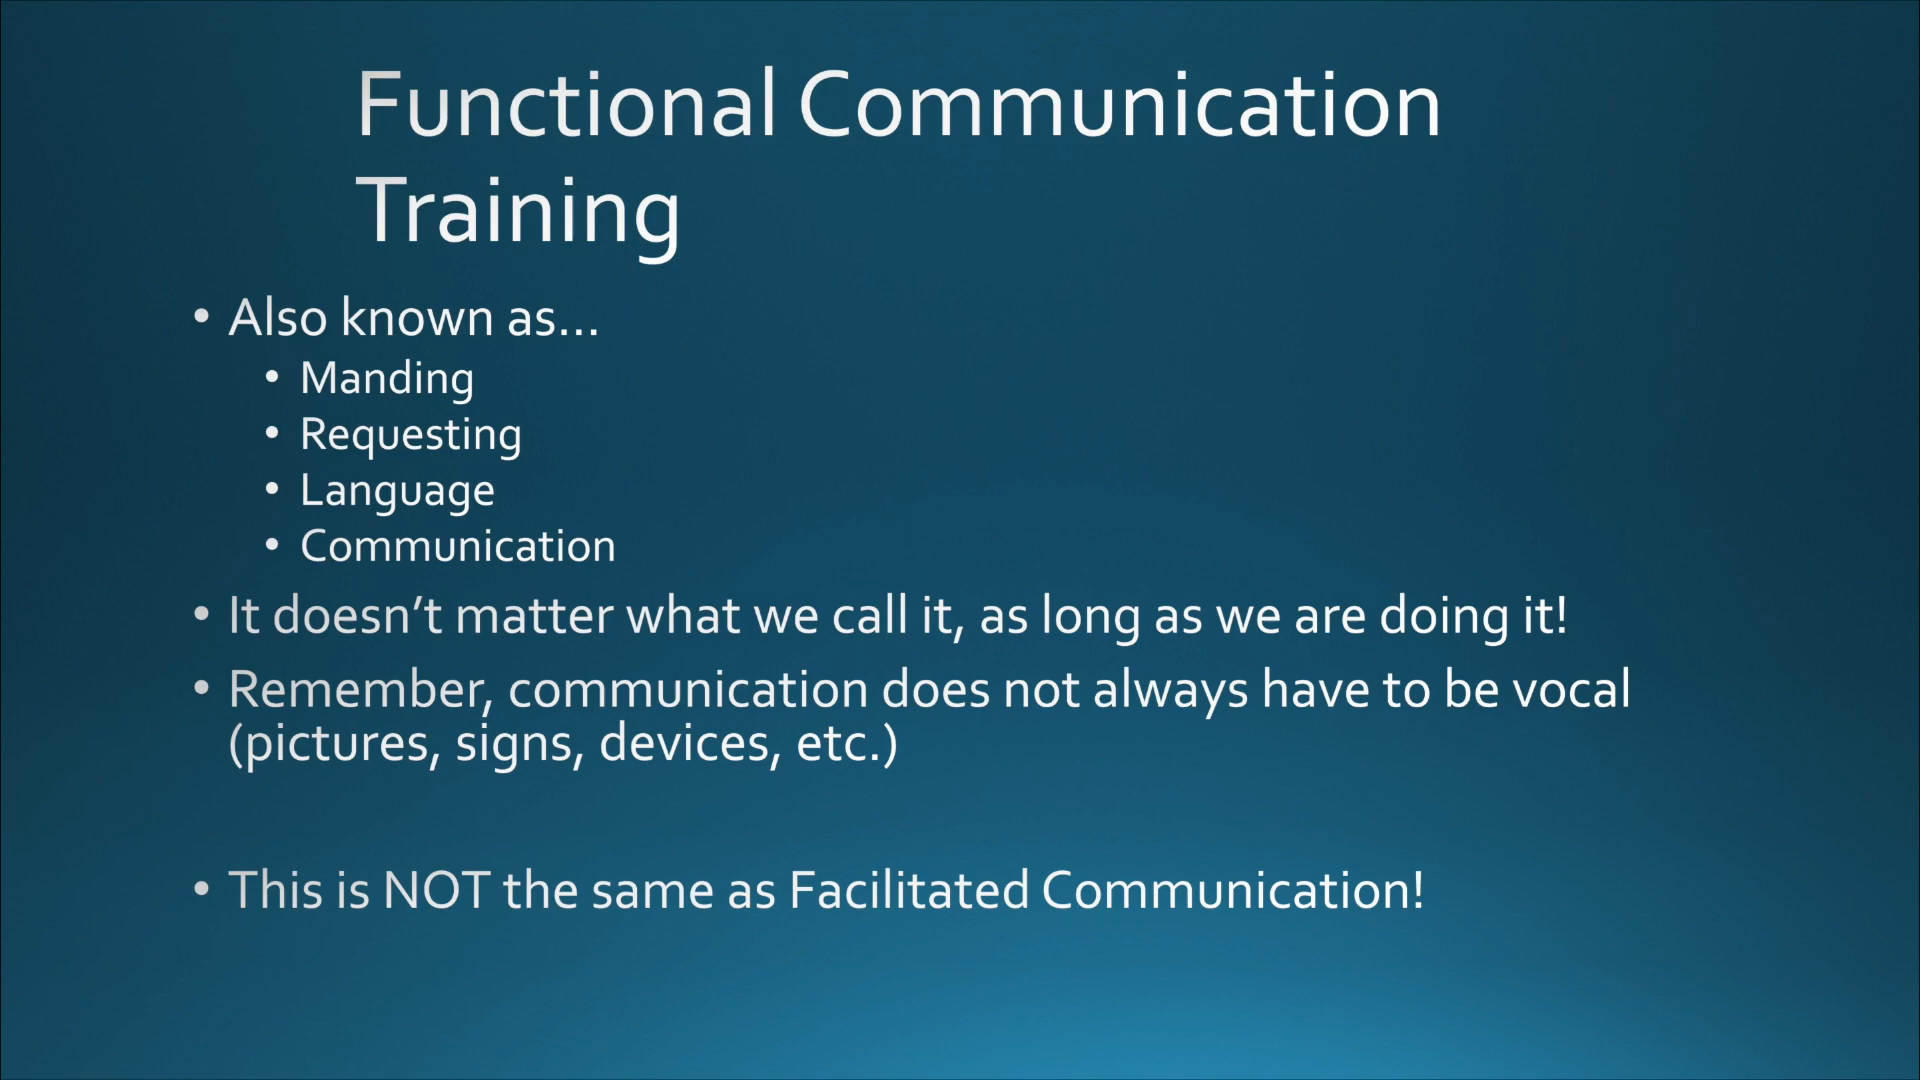 Functional Communication
Training
• Also known as...
• Manding
• Requesting
• Language
• Communication
• It doesn’t matter what we call it, as long as we are doing it!
• Remember, communication does not always have to be vocal
(pictures, signs, devices, etc.)
• This is NOT the same as Facilitated Communication!